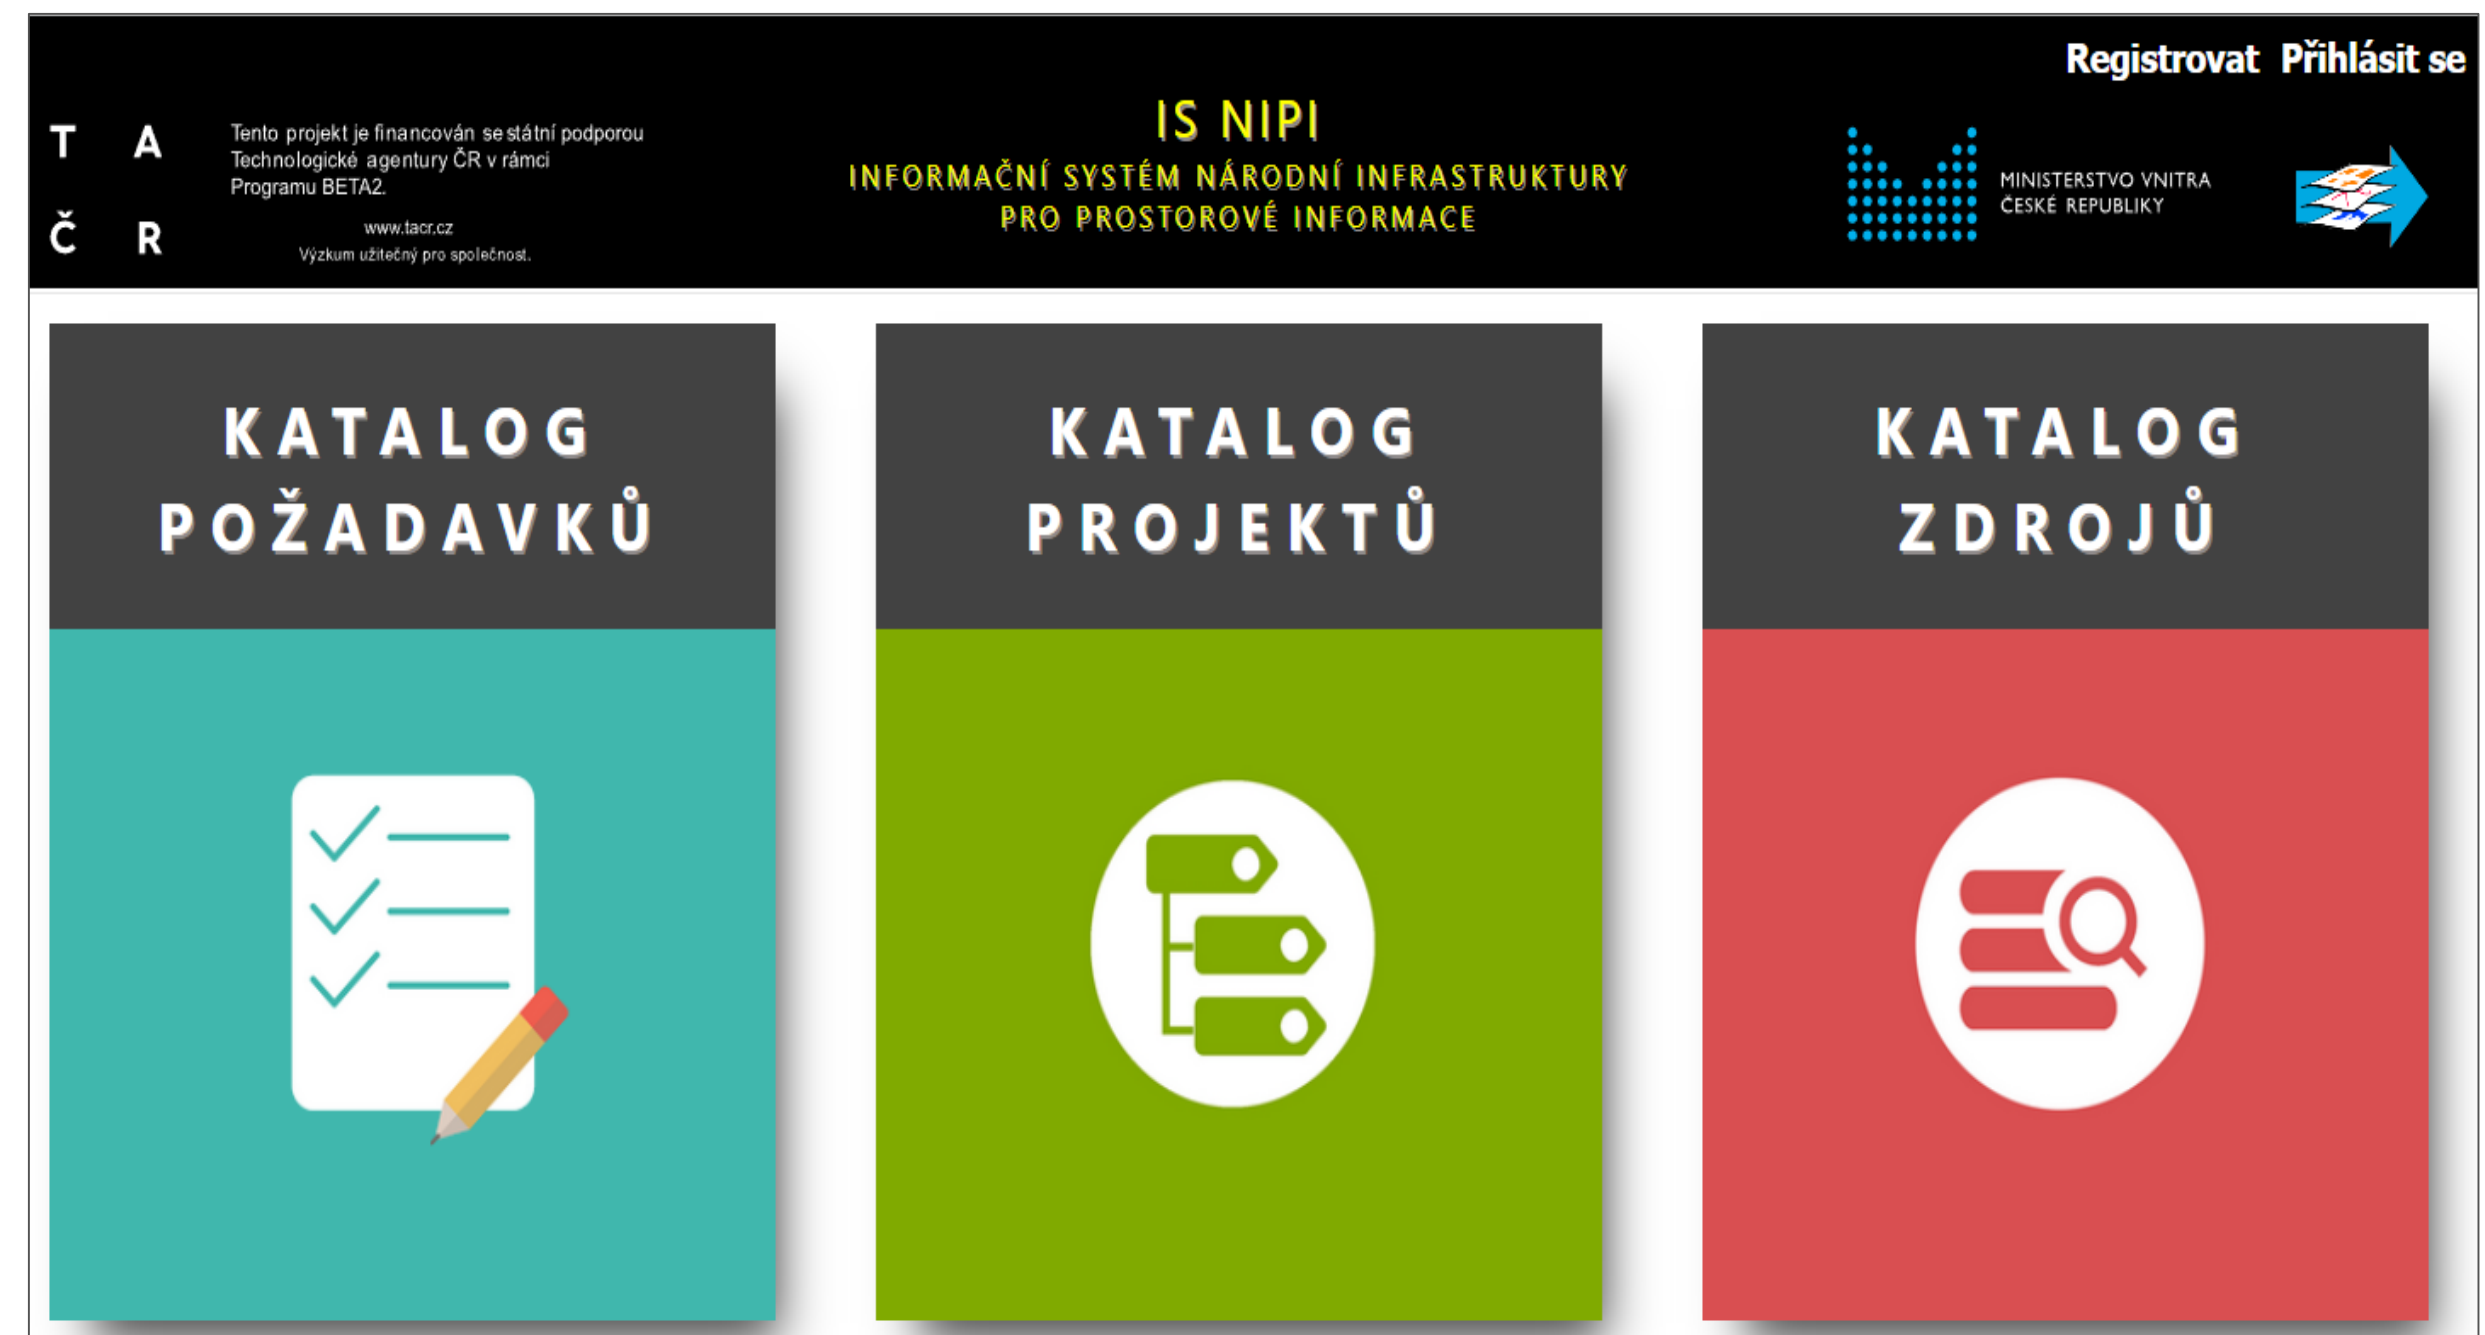 Registrovat Přihlásit se
T A
Č R
Tento projekt je financován se státní podporou
Technologické agentury ČR v rámci
Programu BETA2.
www.tacr.cz
Výzkum užitečný pro společnost.
IS NIPI
INFORMAČNÍ SYSTÉM NÁRODNÍ INFRASTRUKTURY
PRO PROSTOROVÉ INFORMACE
MINISTERSTVO VNITRA
ČESKÉ REPUBLIKY
KATALOG
POŽADAVKŮ
KATALOG
PROJEKTŮ
KATALOG
ZDROJŮ